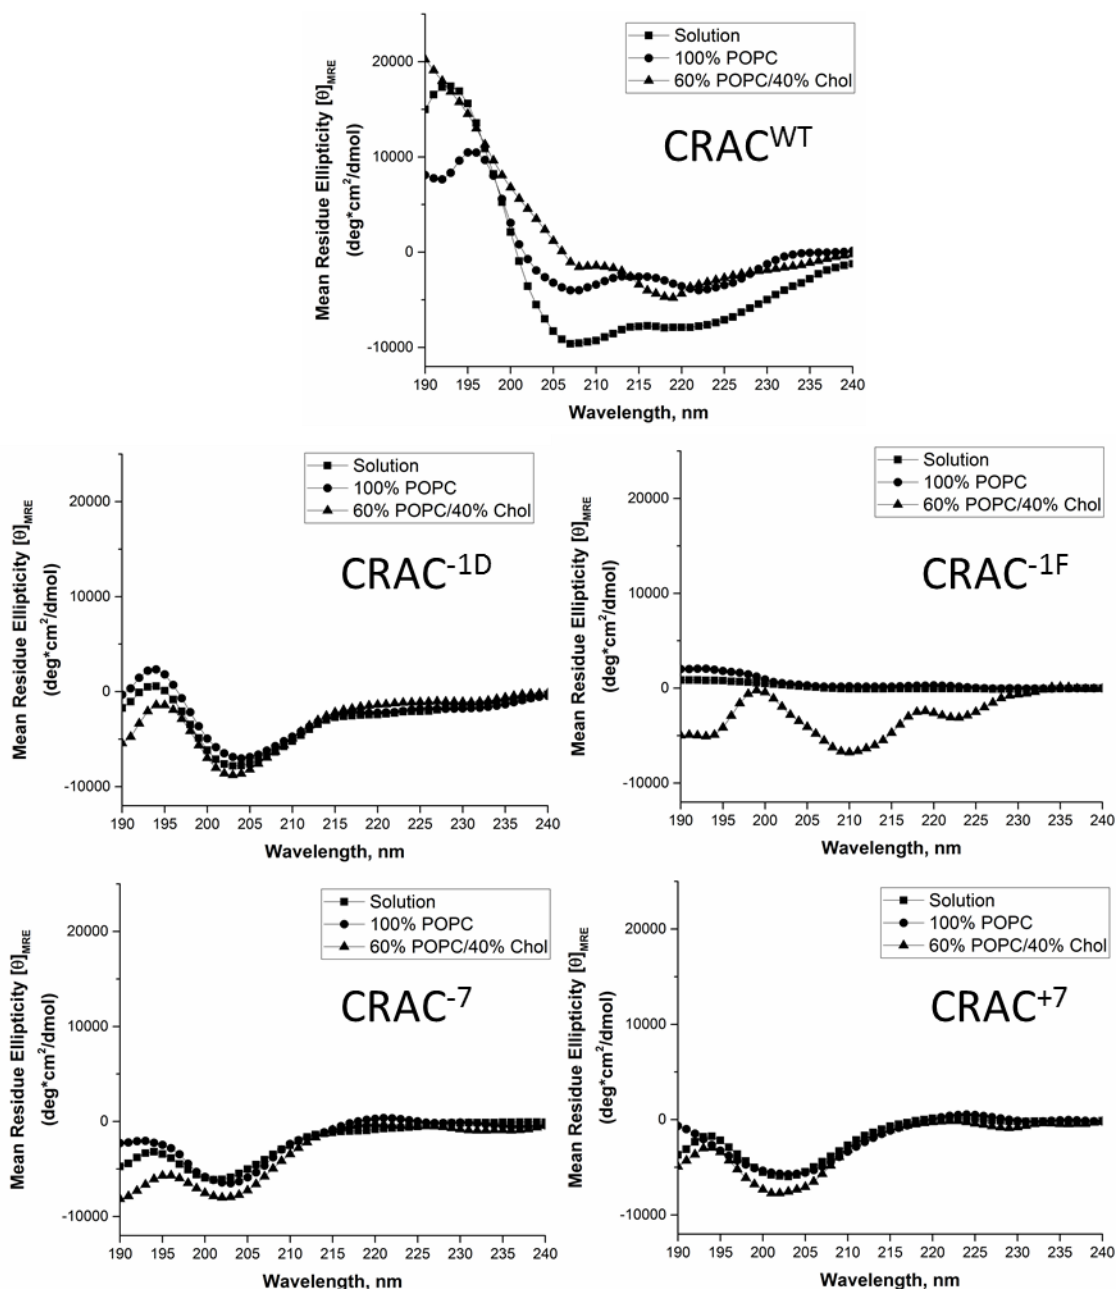 Solution
100% POPC
60% POPC/40% Chol
CRAC^WT
Mean Residue Ellipticity [θ]MRE
(deg*cm²/dmol)
20000
10000
0
-10000
190 195 200 205 210 215 220 225 230 235 240
Wavelength, nm
Solution
100% POPC
60% POPC/40% Chol
CRAC^-1D
Mean Residue Ellipticity [θ]MRE
(deg*cm²/dmol)
20000
10000
0
-10000
190 195 200 205 210 215 220 225 230 235 240
Wavelength, nm
Solution
100% POPC
60% POPC/40% Chol
CRAC^-1F
Mean Residue Ellipticity [θ]MRE
(deg*cm²/dmol)
20000
10000
0
-10000
190 195 200 205 210 215 220 225 230 235 240
Wavelength, nm
Solution
100% POPC
60% POPC/40% Chol
CRAC^-7
Mean Residue Ellipticity [θ]MRE
(deg*cm²/dmol)
20000
10000
0
-10000
190 195 200 205 210 215 220 225 230 235 240
Wavelength, nm
Solution
100% POPC
60% POPC/40% Chol
CRAC^+7
Mean Residue Ellipticity [θ]MRE
(deg*cm²/dmol)
20000
10000
0
-10000
190 195 200 205 210 215 220 225 230 235 240
Wavelength, nm